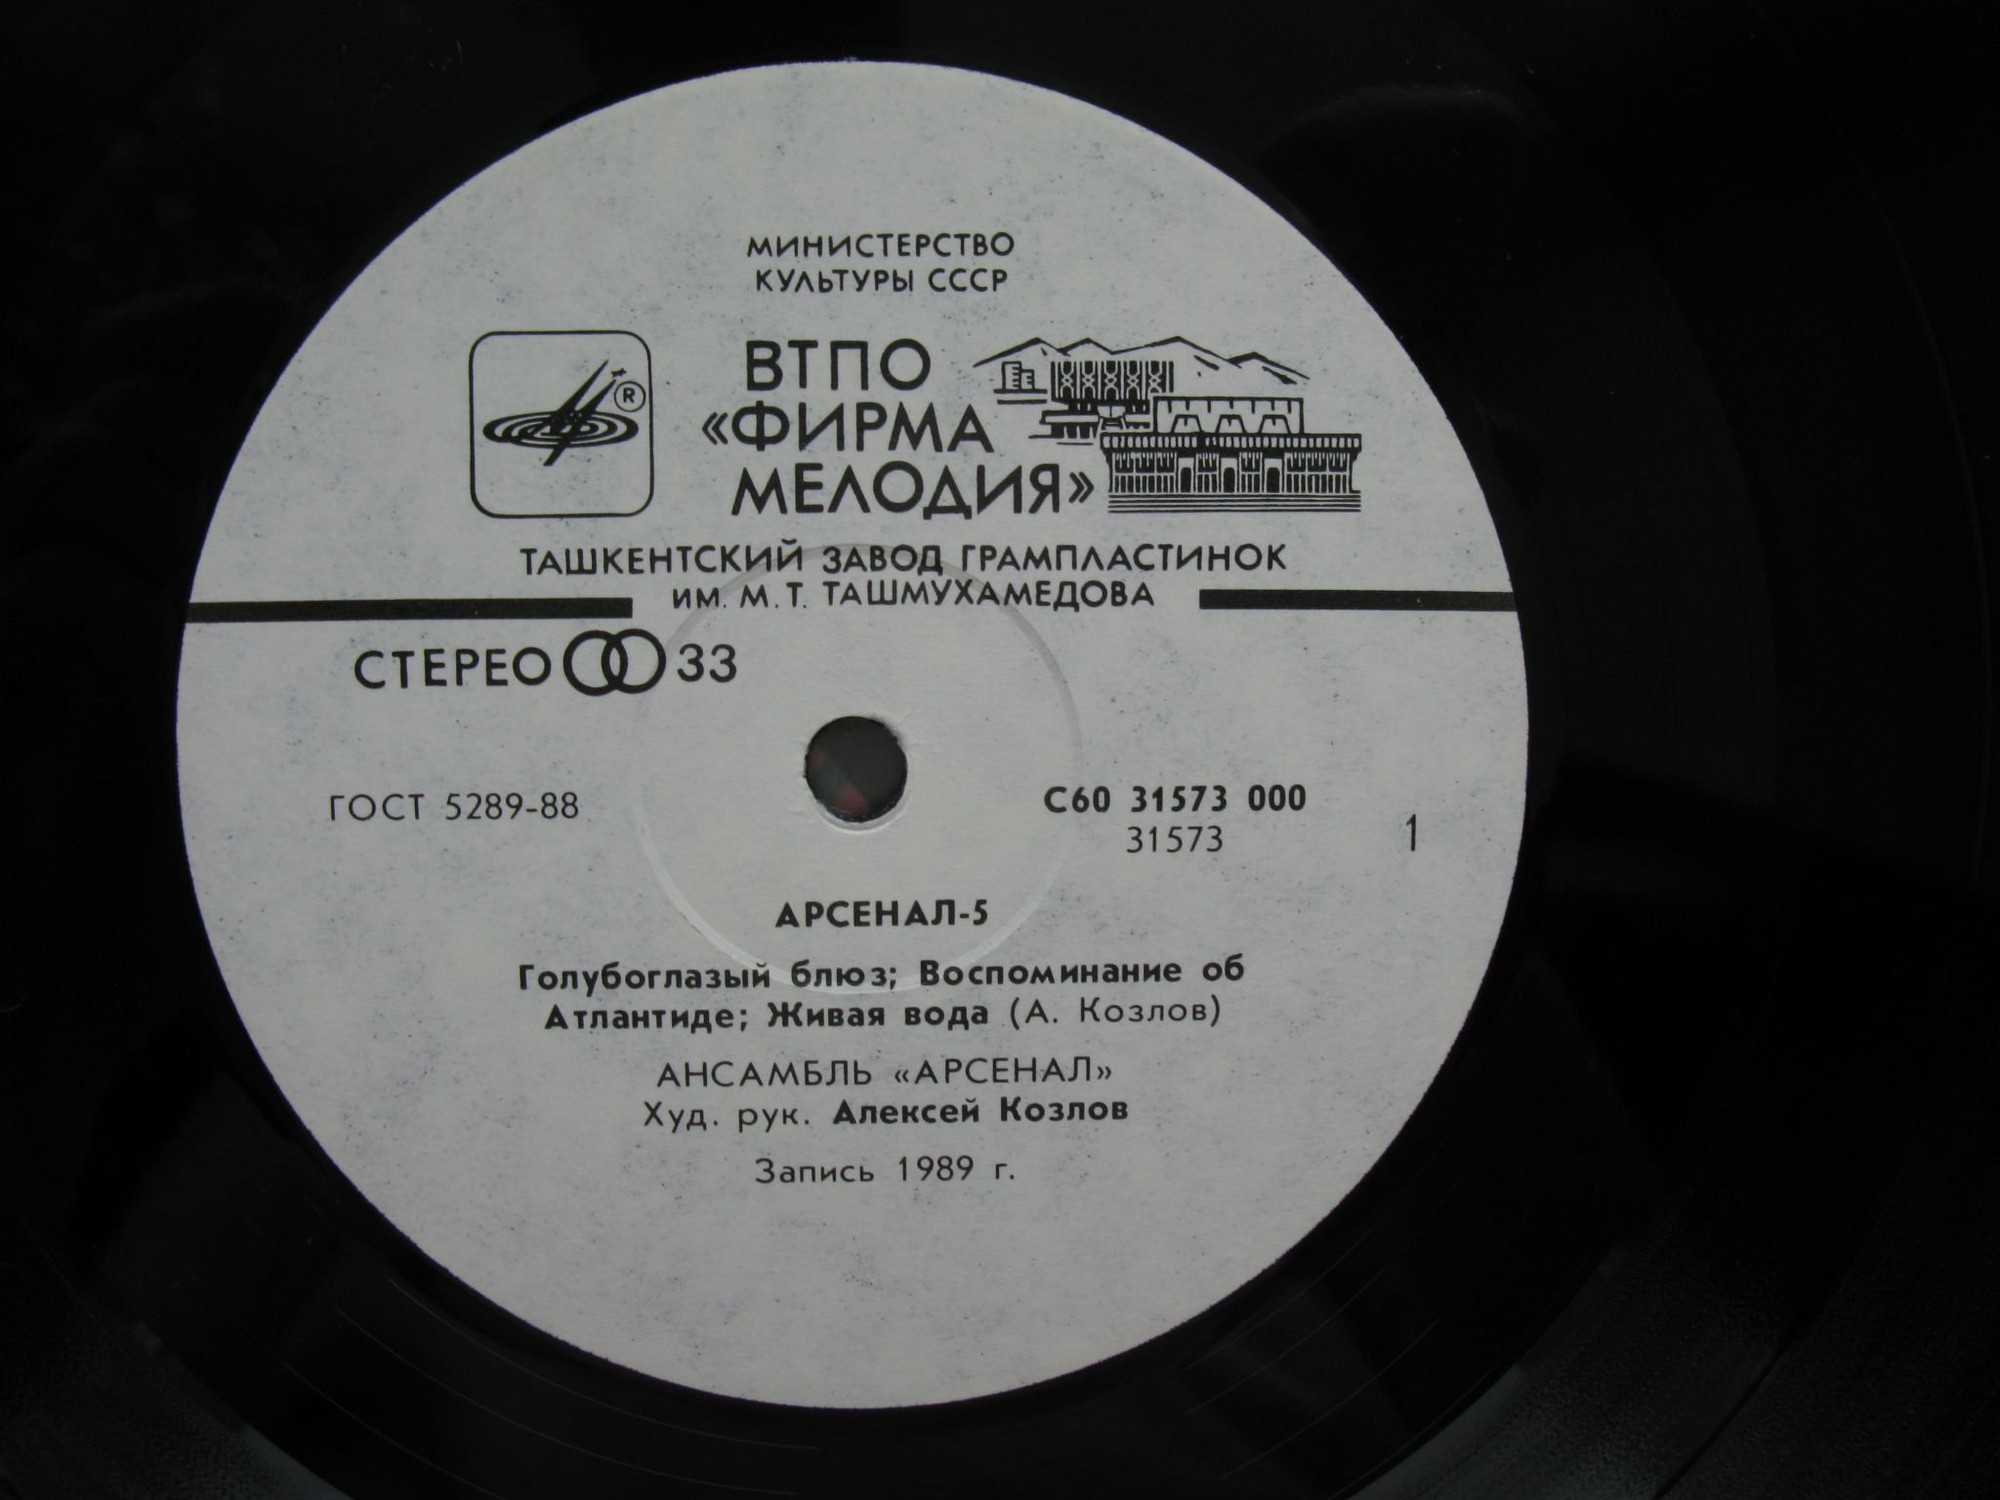 МИНИСТЕРСТВО
КУЛЬТУРЫ СССР
ВТПО
«ФИРМА
МЕЛОДИЯ»
®
ТАШКЕНТСКИЙ ЗАВОД ГРАМПЛАСТИНОК
ИМ. М. Т. ТАШМУХАМЕДОВА
СТЕРЕО 33
ГОСТ 5289-88
С60 31573 000
31573
1
АРСЕНАЛ-5
Голубоглазый блюз; Воспоминание об
Атлантиде; Живая вода (А. Козлов)
АНСАМБЛЬ «АРСЕНАЛ»
Худ. рук. Алексей Козлов
Запись 1989 г.